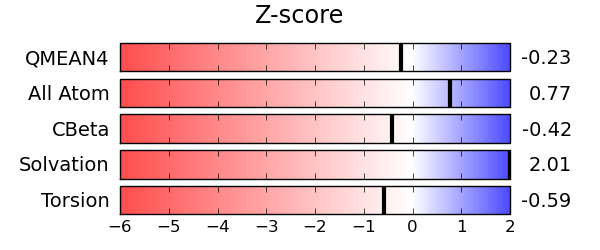 Z-score
QMEAN4 -0.23
All Atom 0.77
CBeta -0.42
Solvation 2.01
Torsion -0.59
−6 −5 −4 −3 −2 −1 0 1 2